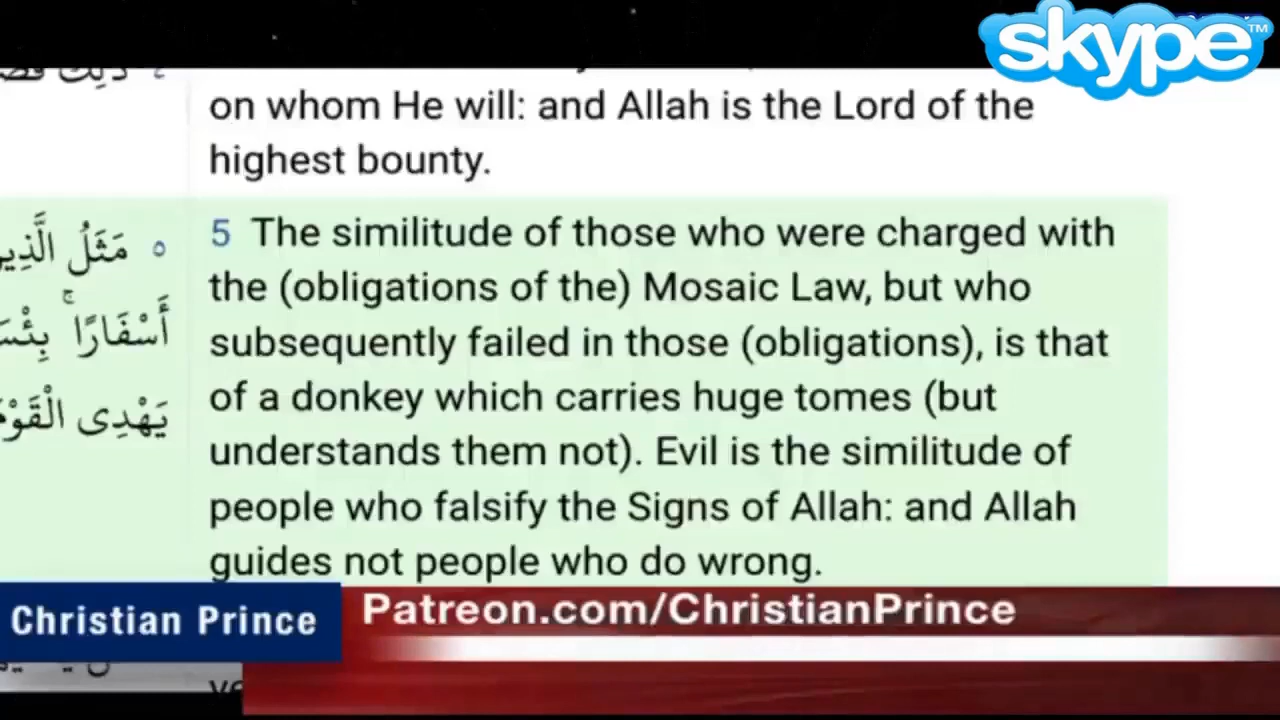 skype™
on whom He will: and Allah is the Lord of the
highest bounty.
٥ مَثَلُ
5 The similitude of those who were charged with
the (obligations of the) Mosaic Law, but who
أَسْفَارًا ۚ
subsequently failed in those (obligations), is that
of a donkey which carries huge tomes (but
يَهْدِى
understands them not). Evil is the similitude of
people who falsify the Signs of Allah: and Allah
guides not people who do wrong.
Christian Prince
Patreon.com/ChristianPrince